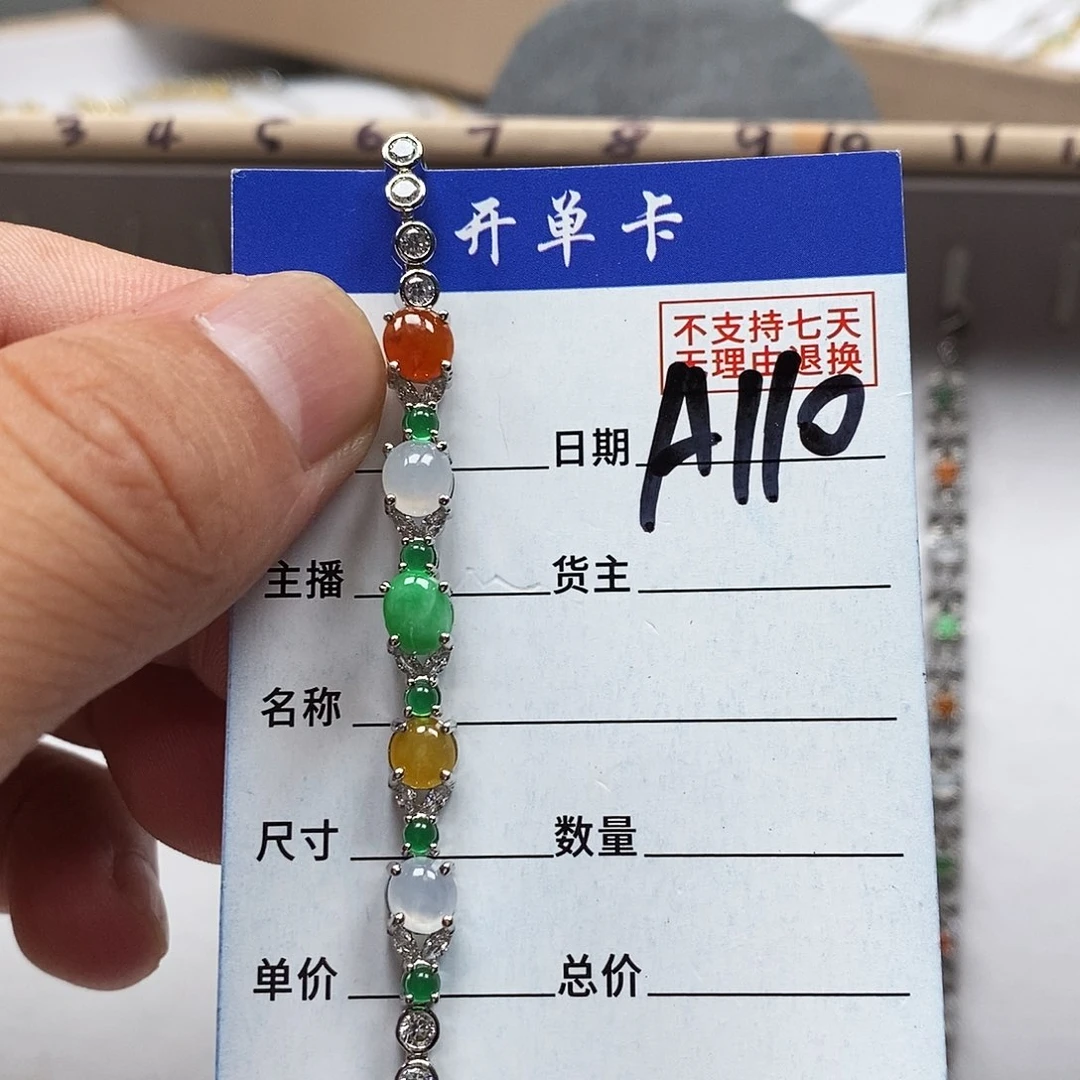 3 4 5 6 7 8 9 10 11
开单卡
不支持七天
无理由退换
日期 A110
主播 货主
名称
尺寸 数量
单价 总价